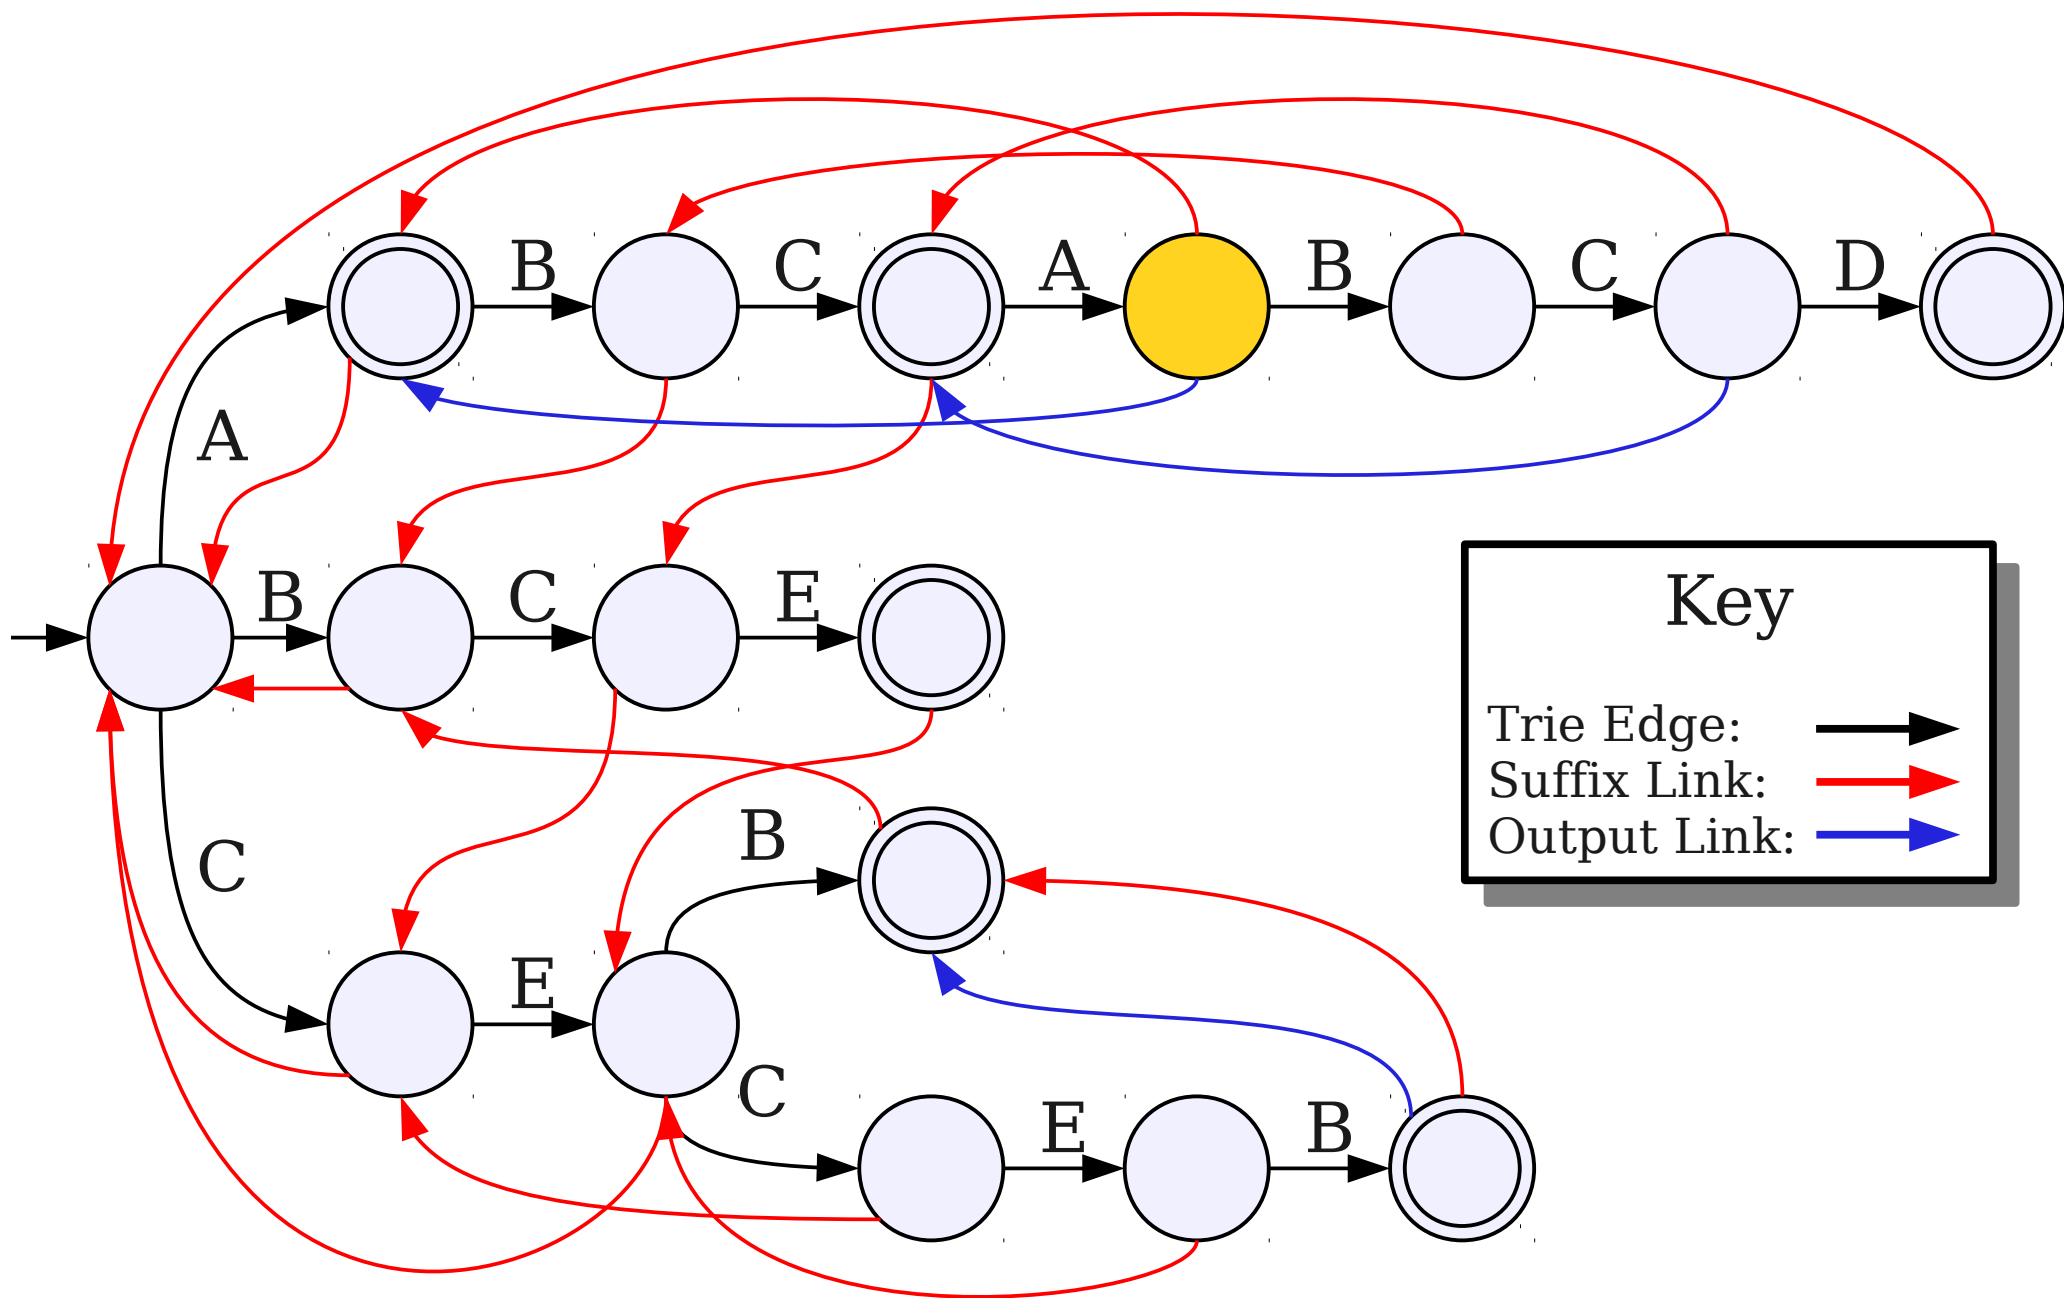 B C A B C D
A
B C E
Key
Trie Edge:
Suffix Link:
Output Link:
B
C
E
C
E B